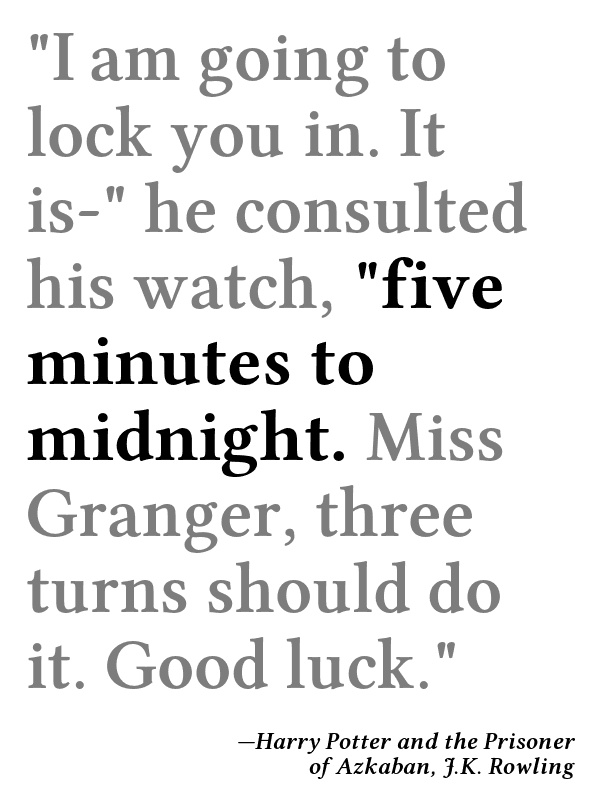 "I am going to
lock you in. It
is-" he consulted
his watch, "five
minutes to
midnight. Miss
Granger, three
turns should do
it. Good luck."
—Harry Potter and the Prisoner
of Azkaban, J.K. Rowling